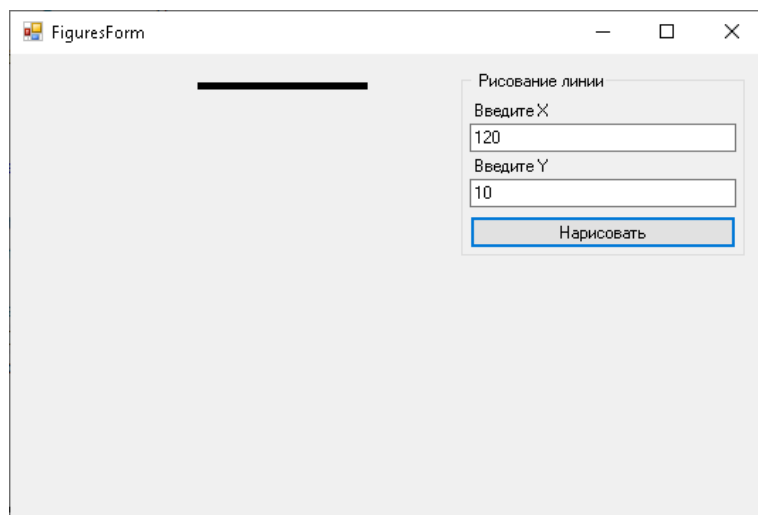 FiguresForm
Рисование линии
Введите X
120
Введите Y
10
Нарисовать